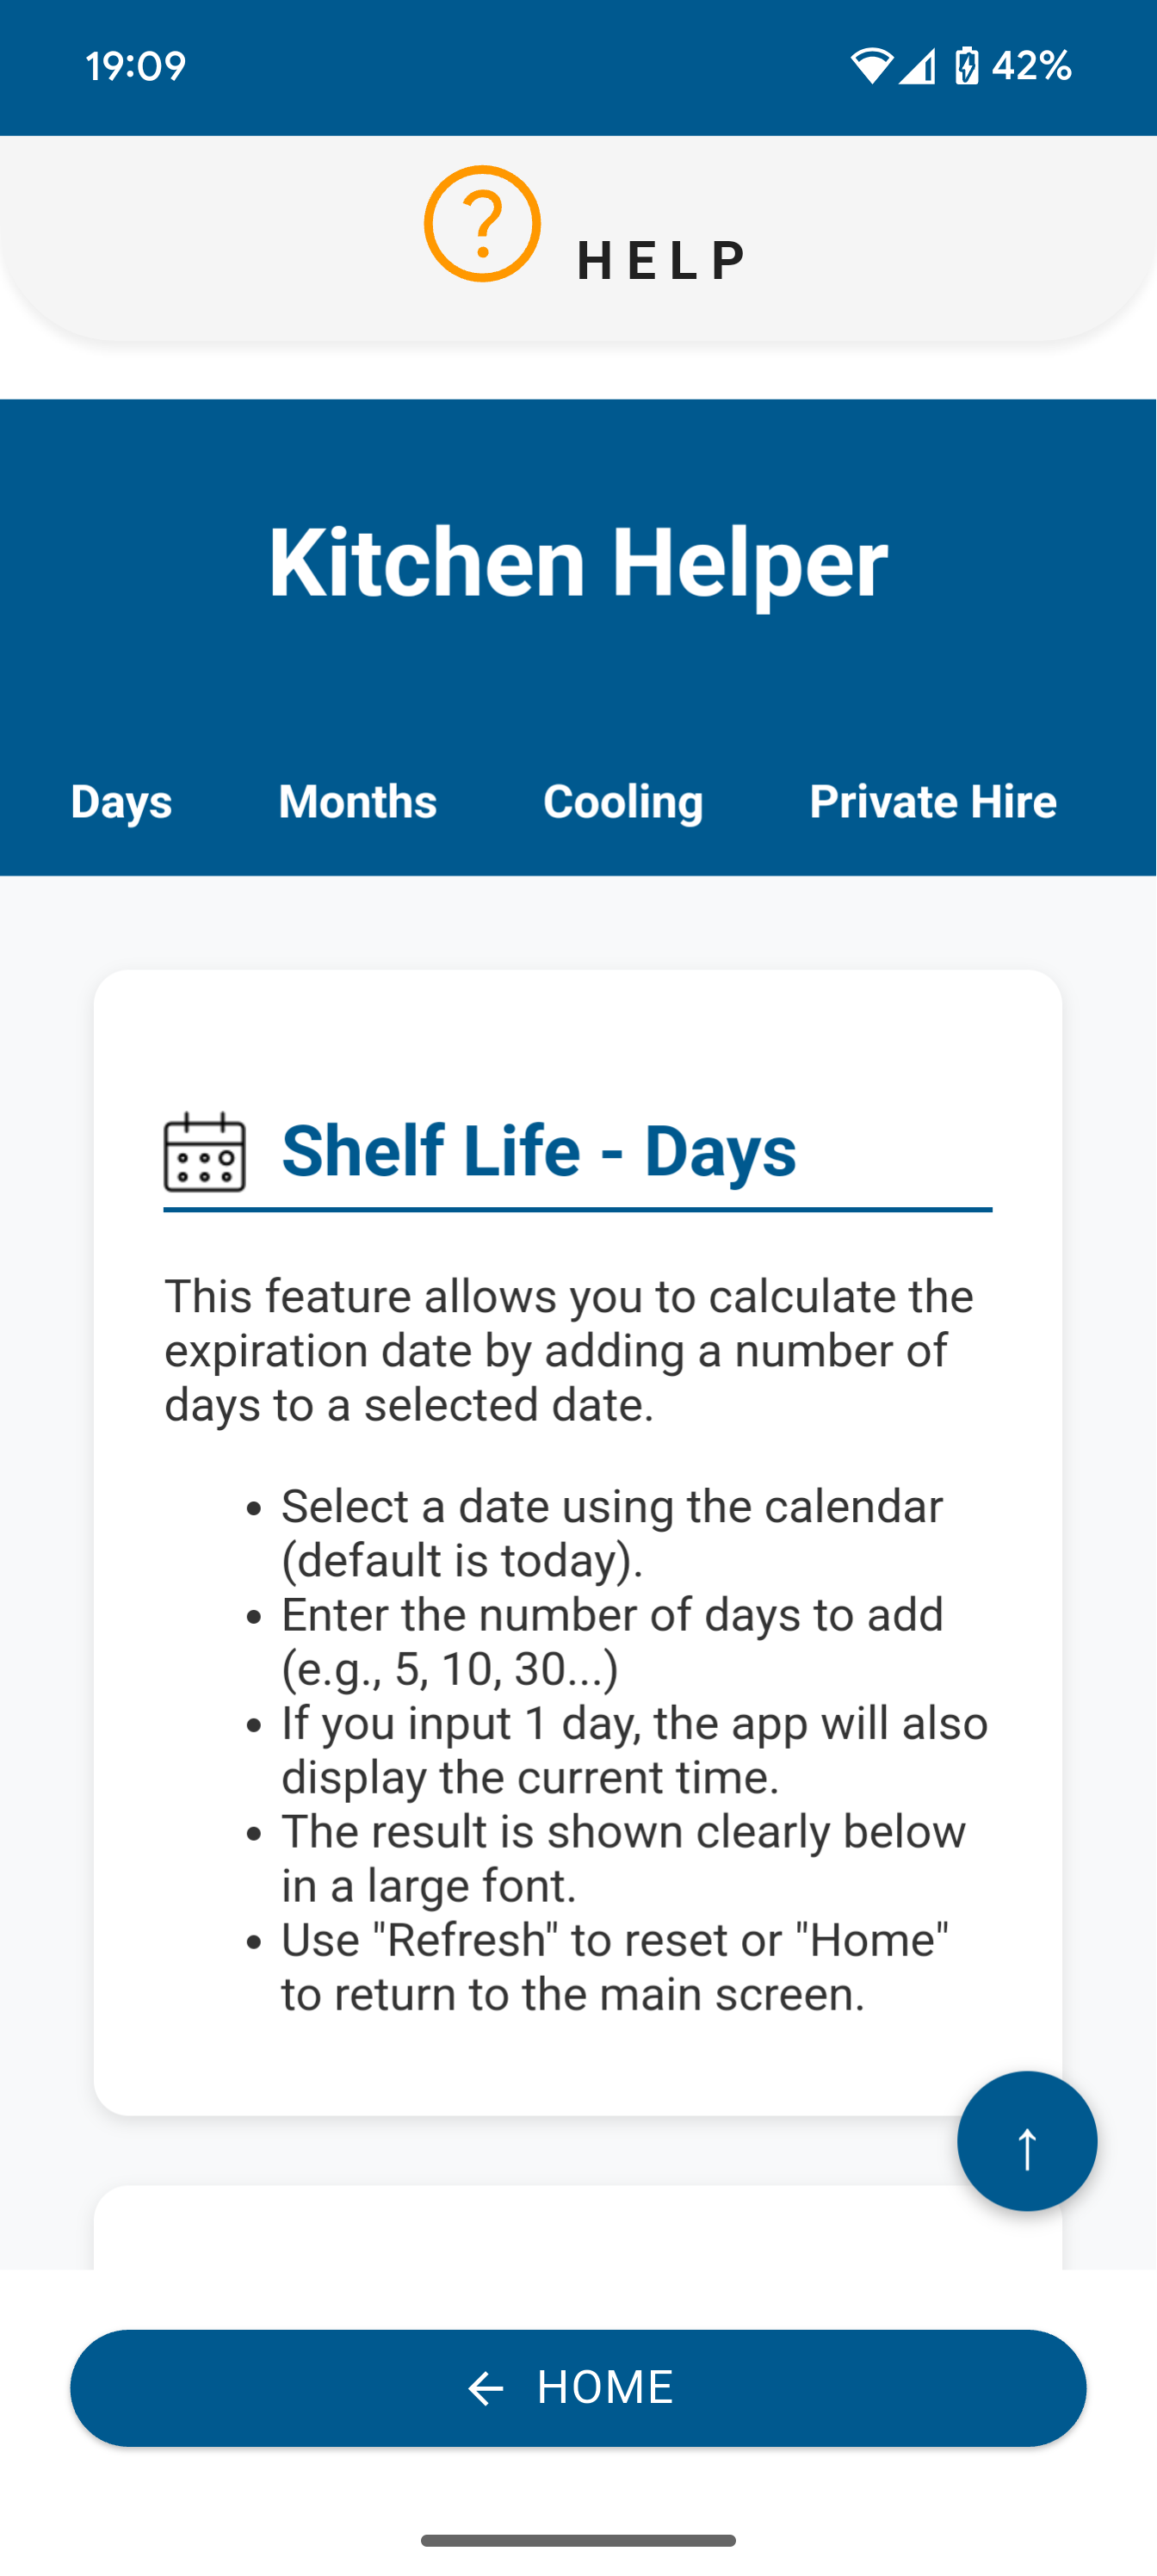 19:09
42%
HELP
Kitchen Helper
Days Months Cooling Private Hire
Shelf Life - Days
This feature allows you to calculate the
expiration date by adding a number of
days to a selected date.
• Select a date using the calendar
(default is today).
• Enter the number of days to add
(e.g., 5, 10, 30...)
• If you input 1 day, the app will also
display the current time.
• The result is shown clearly below
in a large font.
• Use "Refresh" to reset or "Home"
to return to the main screen.
↑
← HOME